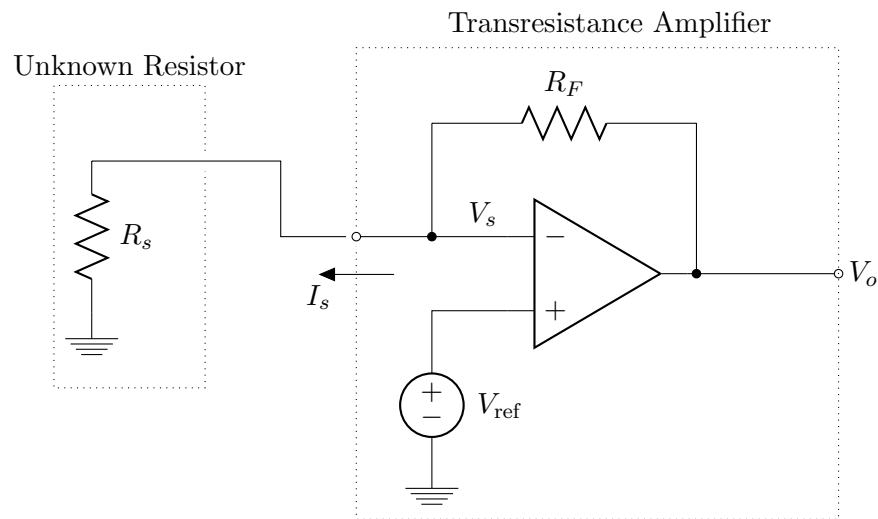 Transresistance Amplifier
Unknown Resistor
R_F
V_s
R_s
−
I_s
V_o
+
+
−
V_ref